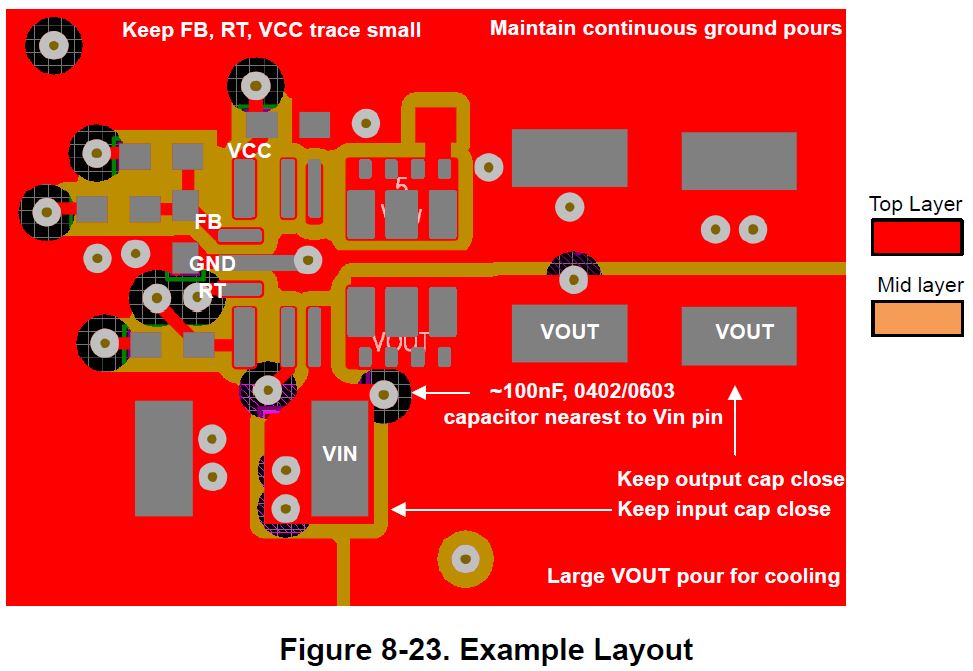 Keep FB, RT, VCC trace small
Maintain continuous ground pours
VCC
5
FB
GND
RT
VOUT
VOUT
VOUT
VIN
~100nF, 0402/0603
capacitor nearest to Vin pin
Keep output cap close
Keep input cap close
Large VOUT pour for cooling
Top Layer
Mid layer
Figure 8-23. Example Layout